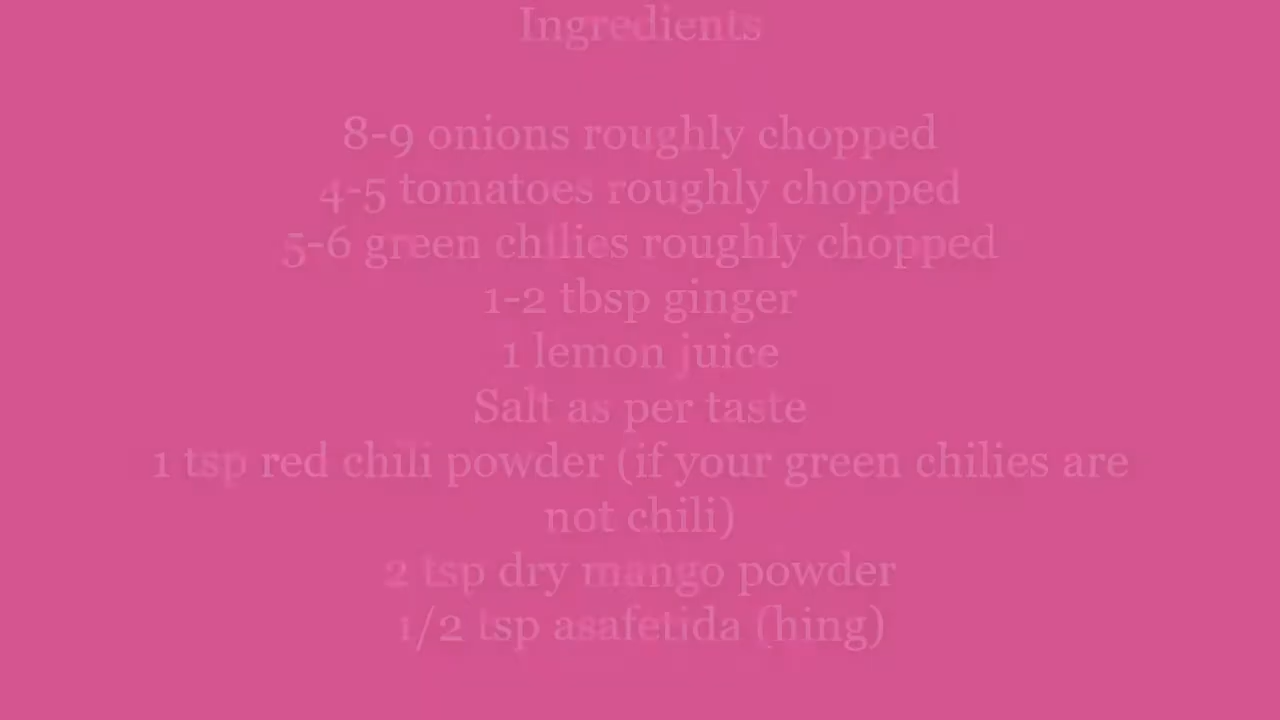 Ingredients
8-9 onions roughly chopped
4-5 tomatoes roughly chopped
5-6 green chilies roughly chopped
1-2 tbsp ginger
1 lemon juice
Salt as per taste
1 tsp red chili powder (if your green chilies are
not chili)
2 tsp dry mango powder
1/2 tsp asafetida (hing)